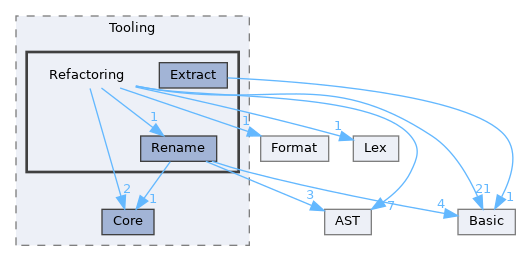 Tooling
Refactoring
Extract
1
1
1
Rename
Format
Lex
2
1
3
7
4
21
1
Core
AST
Basic